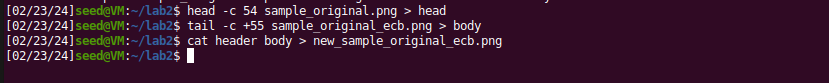 [02/23/24]seed@VM:~/lab2$ head -c 54 sample_original.png > head
[02/23/24]seed@VM:~/lab2$ tail -c +55 sample_original_ecb.png > body
[02/23/24]seed@VM:~/lab2$ cat header body > new_sample_original_ecb.png
[02/23/24]seed@VM:~/lab2$